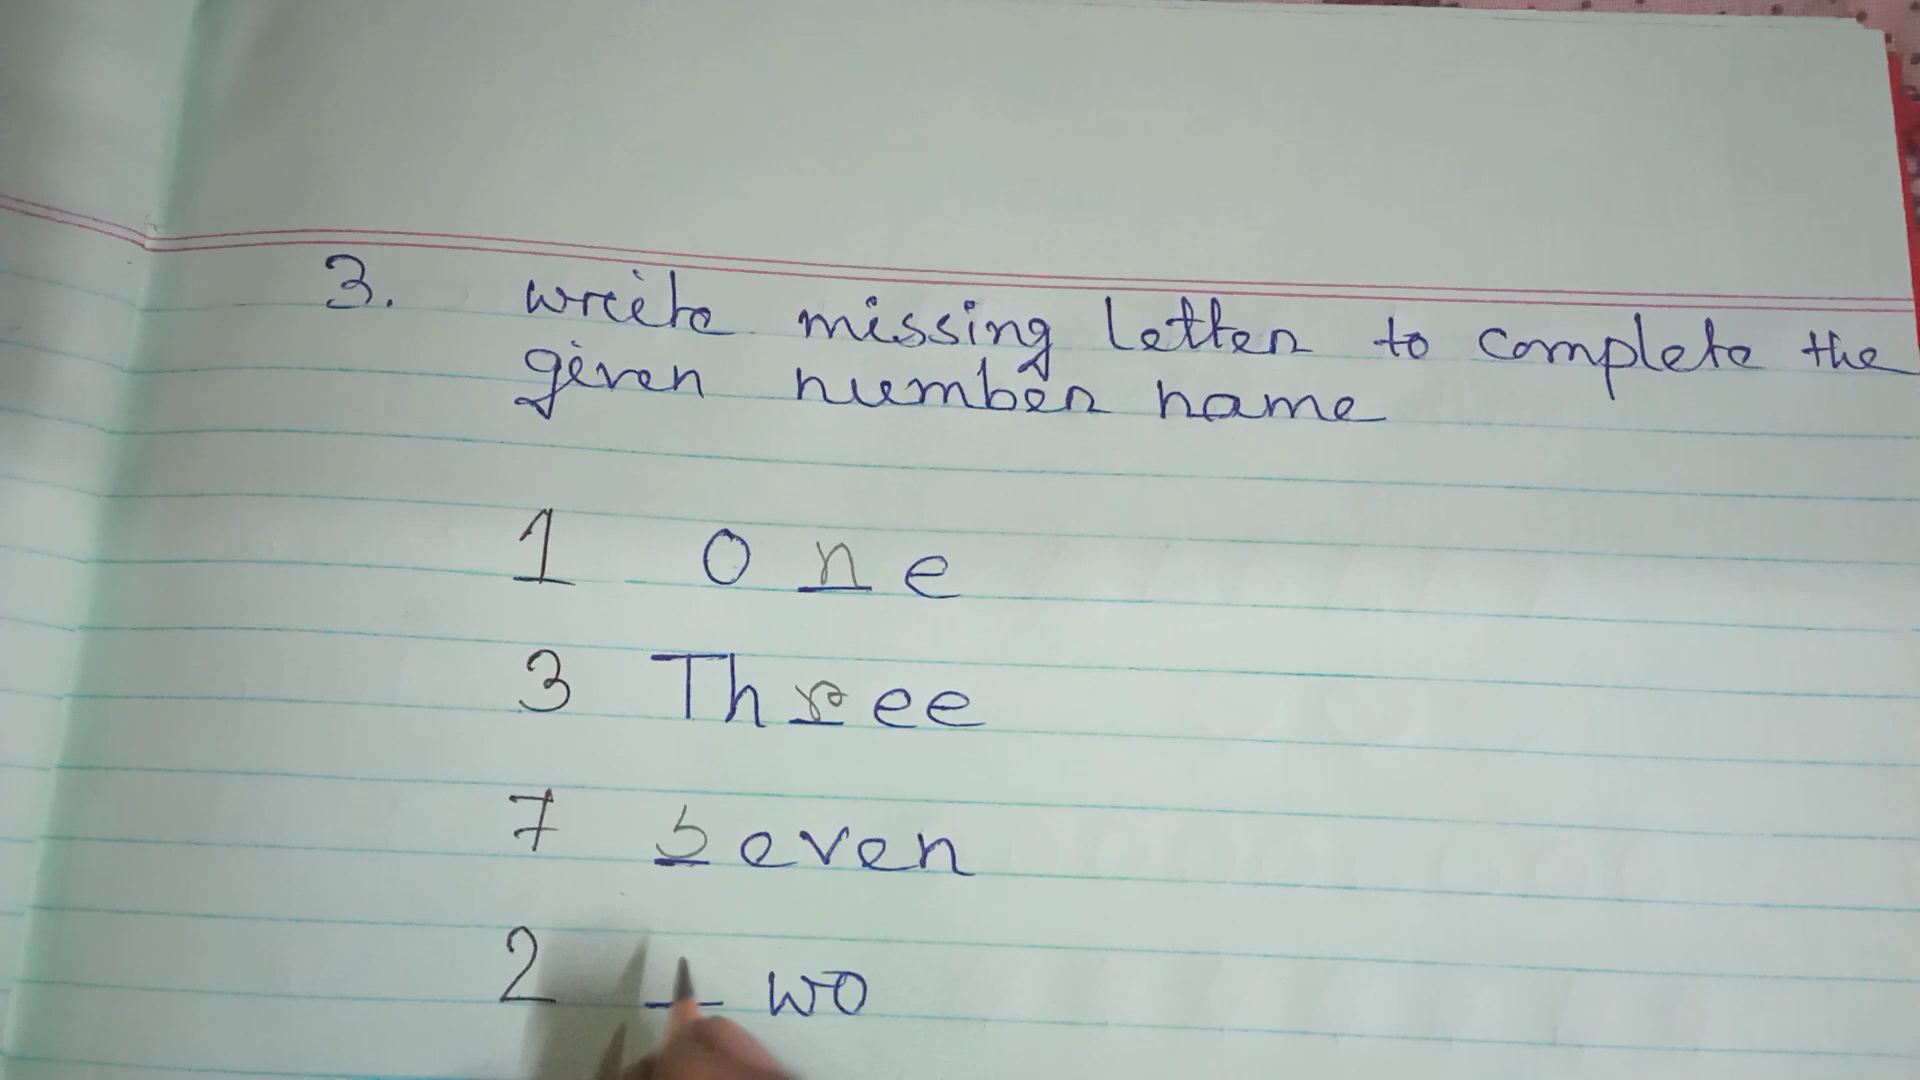 3. write missing letter to complete the
given number name
1 One
3 Three
7 Seven
2 _ wo